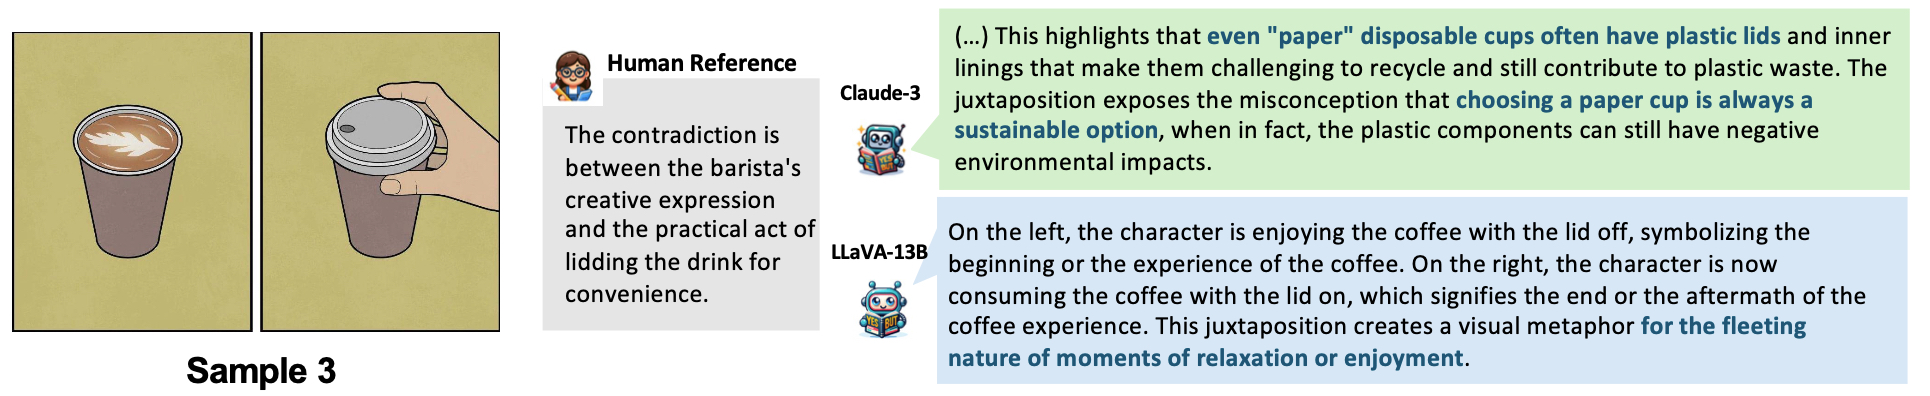 Sample 3
Human Reference
The contradiction is
between the barista's
creative expression
and the practical act of
lidding the drink for
convenience.
Claude-3
(...) This highlights that even "paper" disposable cups often have plastic lids and inner
linings that make them challenging to recycle and still contribute to plastic waste. The
juxtaposition exposes the misconception that choosing a paper cup is always a
sustainable option, when in fact, the plastic components can still have negative
environmental impacts.
LLaVA-13B
YES BUT
On the left, the character is enjoying the coffee with the lid off, symbolizing the
beginning or the experience of the coffee. On the right, the character is now
consuming the coffee with the lid on, which signifies the end or the aftermath of the
coffee experience. This juxtaposition creates a visual metaphor for the fleeting
nature of moments of relaxation or enjoyment.